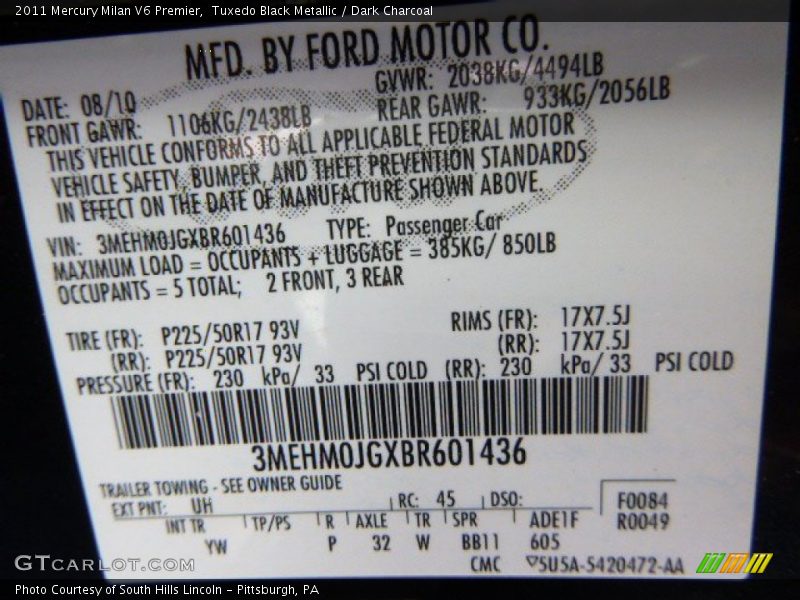 2011 Mercury Milan V6 Premier,  Tuxedo Black Metallic / Dark Charcoal
MFD. BY FORD MOTOR CO.
DATE: 08/10 GVWR: 2038KG/4494LB
FRONT GAWR: 1106KG/2438LB REAR GAWR: 933KG/2056LB
THIS VEHICLE CONFORMS TO ALL APPLICABLE FEDERAL MOTOR
VEHICLE SAFETY, BUMPER, AND THEFT PREVENTION STANDARDS
IN EFFECT ON THE DATE OF MANUFACTURE SHOWN ABOVE.
VIN: 3MEHM0JGXBR601436 TYPE: Passenger Car
MAXIMUM LOAD = OCCUPANTS + LUGGAGE = 385KG/ 850LB
OCCUPANTS = 5 TOTAL; 2 FRONT, 3 REAR
TIRE (FR): P225/50R17 93V RIMS (FR): 17X7.5J
(RR): P225/50R17 93V (RR): 17X7.5J
PRESSURE (FR): 230 kPa/ 33 PSI COLD (RR): 230 kPa/ 33 PSI COLD
3MEHM0JGXBR601436
TRAILER TOWING - SEE OWNER GUIDE
EXT PNT: UH RC: 45 DSO: F0084
INT TR TP/PS R AXLE TR SPR ADE1F R0049
YW P 32 W BB11 605
CMC 5U5A-5420472-AA
GTCARLOT.COM
Photo Courtesy of South Hills Lincoln - Pittsburgh, PA